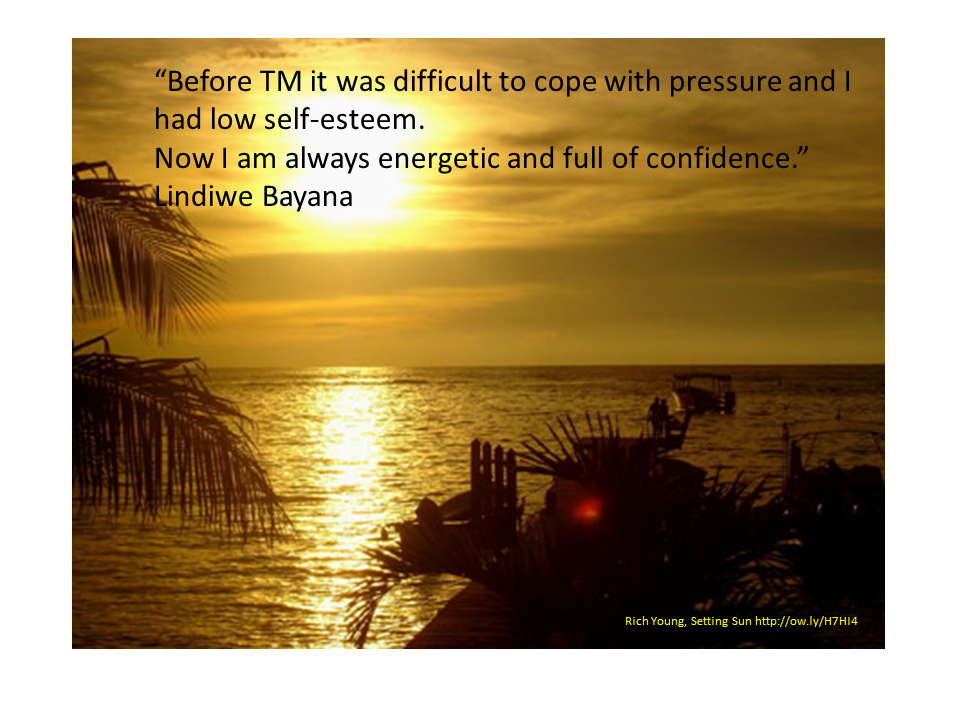 “Before TM it was difficult to cope with pressure and I
had low self-esteem.
Now I am always energetic and full of confidence.”
Lindiwe Bayana
Rich Young, Setting Sun http://ow.ly/H7HI4